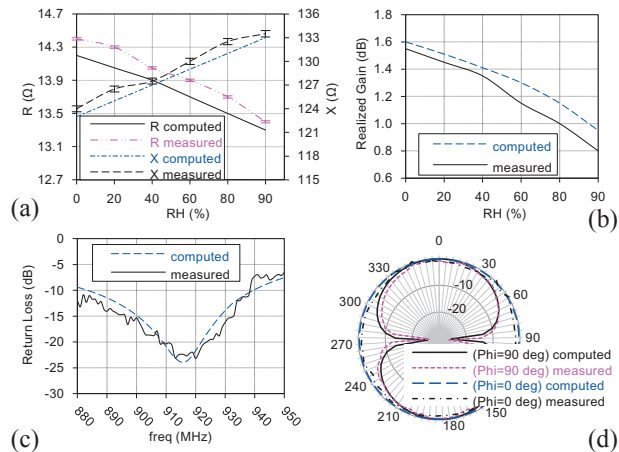 15.3
14.7
14.1
13.5
12.9
12.7
R (Ω)
136
133
130
127
124
121
118
115
X (Ω)
R computed
R measured
X computed
X measured
0 20 40 60 80 90
RH (%)
(a)
2.0
1.8
1.6
1.4
1.2
1.0
0.8
0.6
Realized Gain (dB)
computed
measured
0 20 40 60 80 90
RH (%)
(b)
0
-5
-10
-15
-20
-25
-30
Return Loss (dB)
computed
measured
880 890 900 910 920 930 940 950
freq (MHz)
(c)
0
30
60
90
150
180
210
240
270
300
330
-10
-20
(Phi=90 deg) computed
(Phi=90 deg) measured
(Phi=0 deg) computed
(Phi=0 deg) measured
(d)